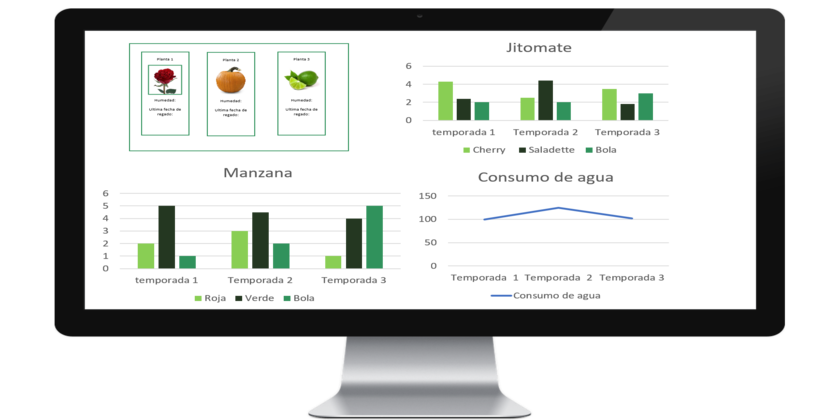 Planta 1
Humedad:
Ultima fecha de
regado:
Planta 2
Humedad:
Ultima fecha de
regado:
Planta 3
Humedad:
Ultima fecha de
regado:
Jitomate
6
4
2
0
temporada 1 Temporada 2 Temporada 3
Cherry Saladette Bola
Manzana
6
5
4
3
2
1
0
temporada 1 Temporada 2 Temporada 3
Roja Verde Bola
Consumo de agua
150
100
50
0
Temporada 1 Temporada 2 Temporada 3
Consumo de agua